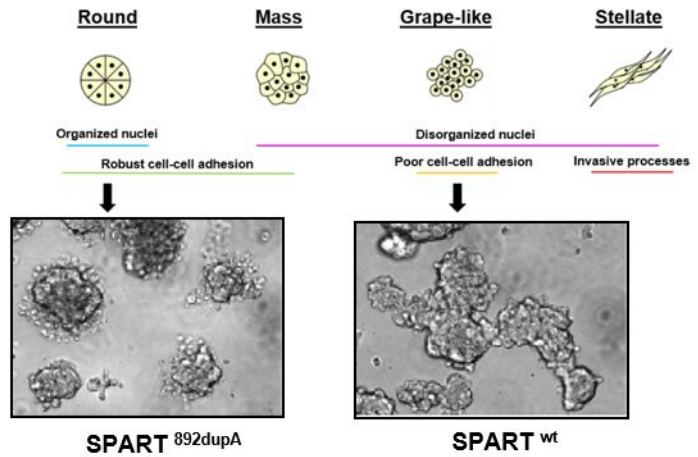 Round Mass Grape-like Stellate
Organized nuclei Disorganized nuclei
Robust cell-cell adhesion Poor cell-cell adhesion Invasive processes
SPART 892dupA SPART wt